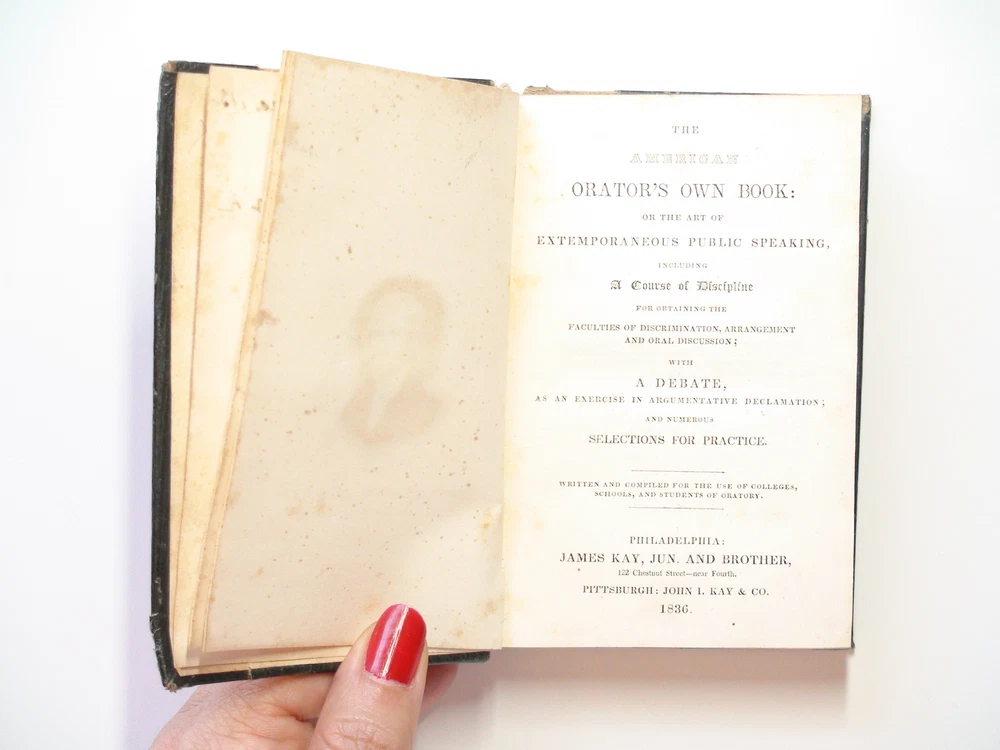 THE
AMERICAN
ORATOR'S OWN BOOK:
OR THE ART OF
EXTEMPORANEOUS PUBLIC SPEAKING,
INCLUDING
A Course of Discipline
FOR OBTAINING THE
FACULTIES OF DISCRIMINATION, ARRANGEMENT
AND ORAL DISCUSSION;
WITH
A DEBATE,
AS AN EXERCISE IN ARGUMENTATIVE DECLAMATION;
AND NUMEROUS
SELECTIONS FOR PRACTICE.
WRITTEN AND COMPILED FOR THE USE OF COLLEGES,
SCHOOLS, AND STUDENTS OF ORATORY.
PHILADELPHIA:
JAMES KAY, JUN. AND BROTHER,
122 Chestnut Street—near Fourth.
PITTSBURGH: JOHN I. KAY & CO.
1836.